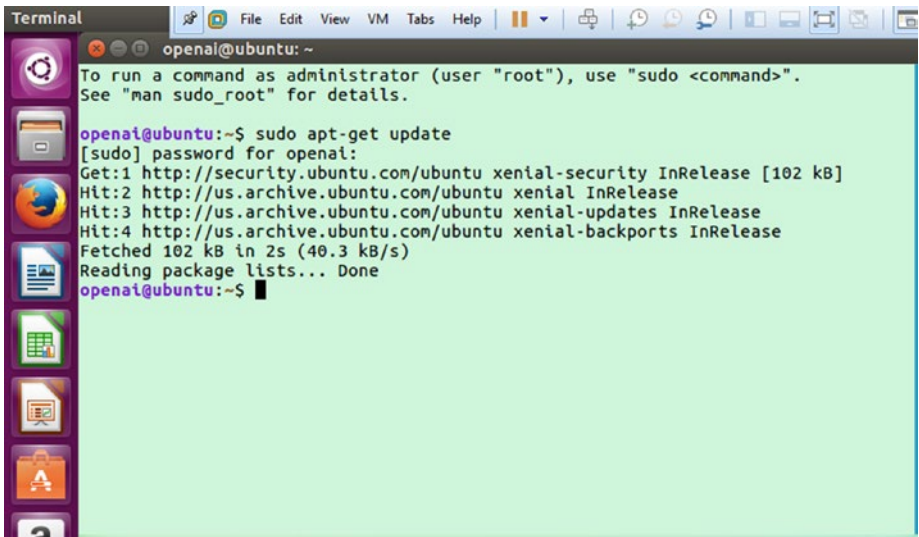 Terminal
File Edit View VM Tabs Help
openai@ubuntu: ~
To run a command as administrator (user "root"), use "sudo <command>".
See "man sudo_root" for details.
openai@ubuntu:~$ sudo apt-get update
[sudo] password for openai:
Get:1 http://security.ubuntu.com/ubuntu xenial-security InRelease [102 kB]
Hit:2 http://us.archive.ubuntu.com/ubuntu xenial InRelease
Hit:3 http://us.archive.ubuntu.com/ubuntu xenial-updates InRelease
Hit:4 http://us.archive.ubuntu.com/ubuntu xenial-backports InRelease
Fetched 102 kB in 2s (40.3 kB/s)
Reading package lists... Done
openai@ubuntu:~$